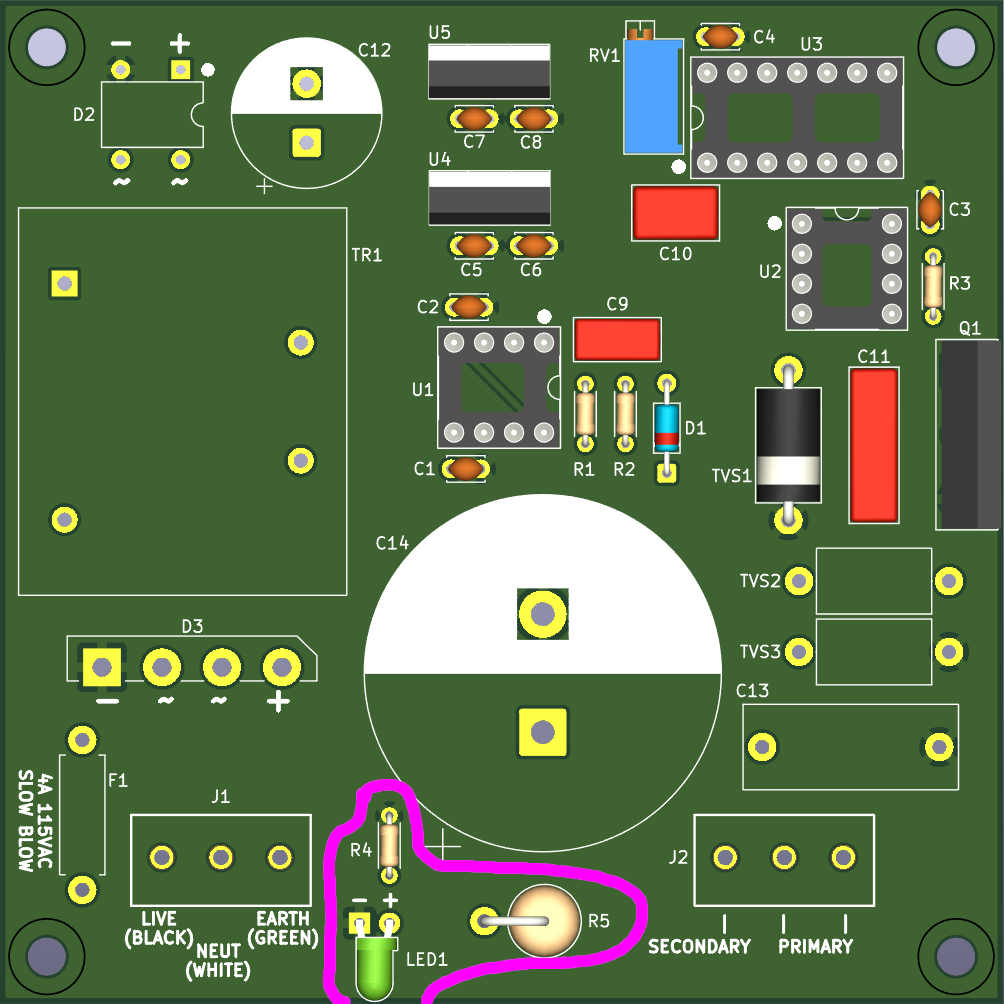 − +
D2
~ ~
C12
U5
C7 C8
U4
C5 C6
RV1
C4
U3
C10
U2
C3
R3
Q1
TR1
C2
U1
C1
C9
R1 R2
D1
TVS1
C11
C14
TVS2
TVS3
C13
D3
− ~ ~ +
F1
4A 115VAC
SLOW BLOW
J1
LIVE
(BLACK)
NEUT
(WHITE)
EARTH
(GREEN)
R4
− +
LED1
R5
J2
SECONDARY PRIMARY